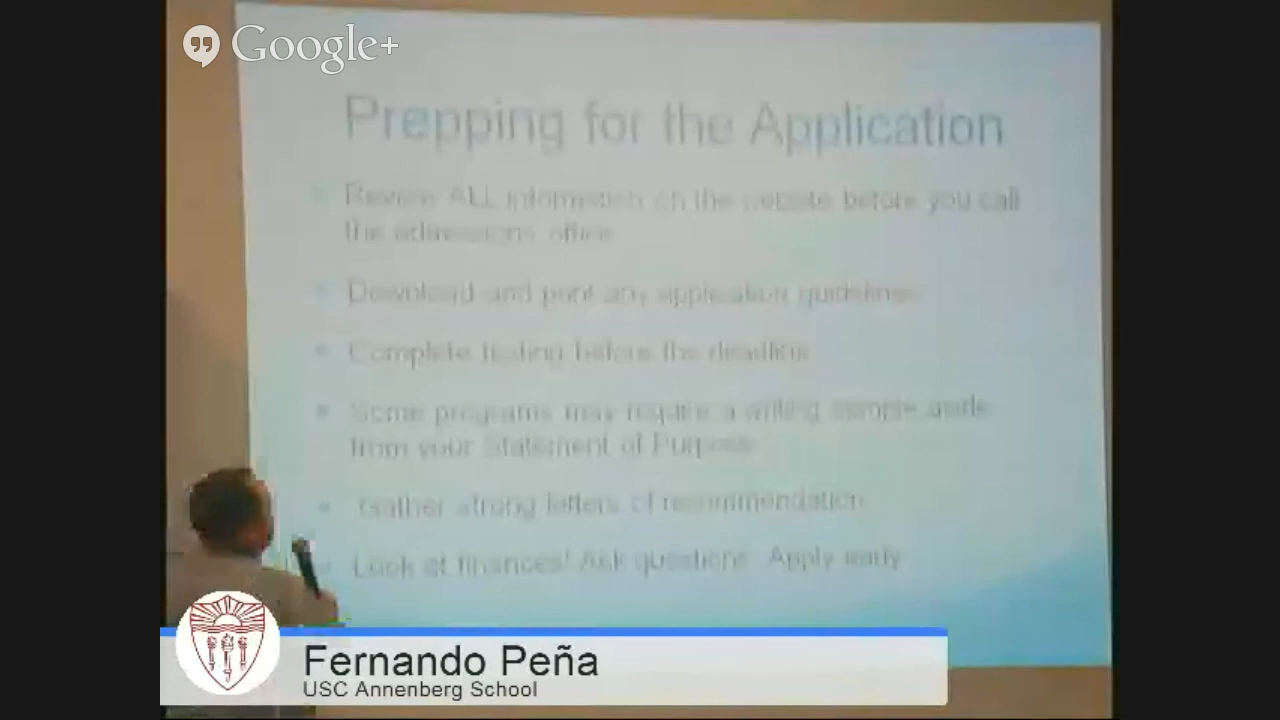 Google+
Prepping for the Application
Review ALL information on the website before you call
the admissions office
Download and print any application guidelines
Complete testing before the deadline
Some programs may require a writing sample aside
from your Statement of Purpose
Gather strong letters of recommendation
Look at finances! Ask questions. Apply early
Fernando Peña
USC Annenberg School